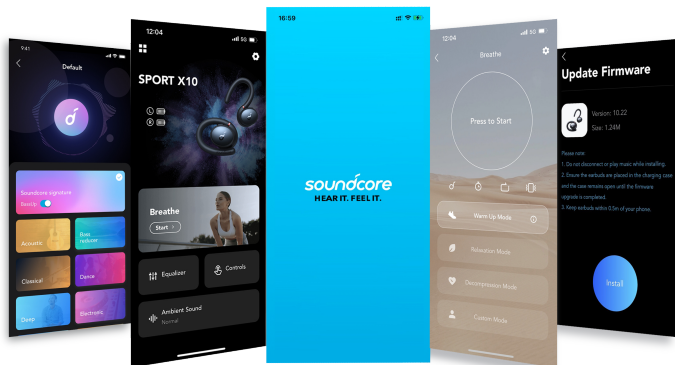 9:41
Default
Soundcore signature
BassUp
Acoustic
Bass
reducer
Classical
Dance
Deep
Electronic
12:04
5G
SPORT X10
L
R
Breathe
Start >
Equalizer
Controls
Ambient Sound
Normal
16:59
soundcore
HEAR IT. FEEL IT.
12:04
5G
Breathe
Press to Start
Warm Up Mode
Relaxation Mode
Decompression Mode
Custom Mode
Update Firmware
Version: 10.22
Size: 1.24M
Please note:
1. Do not disconnect or play music while installing.
2. Ensure the earbuds are placed in the charging case
and the case remains open until the firmware
upgrade is completed.
3. Keep earbuds within 0.5m of your phone.
Install